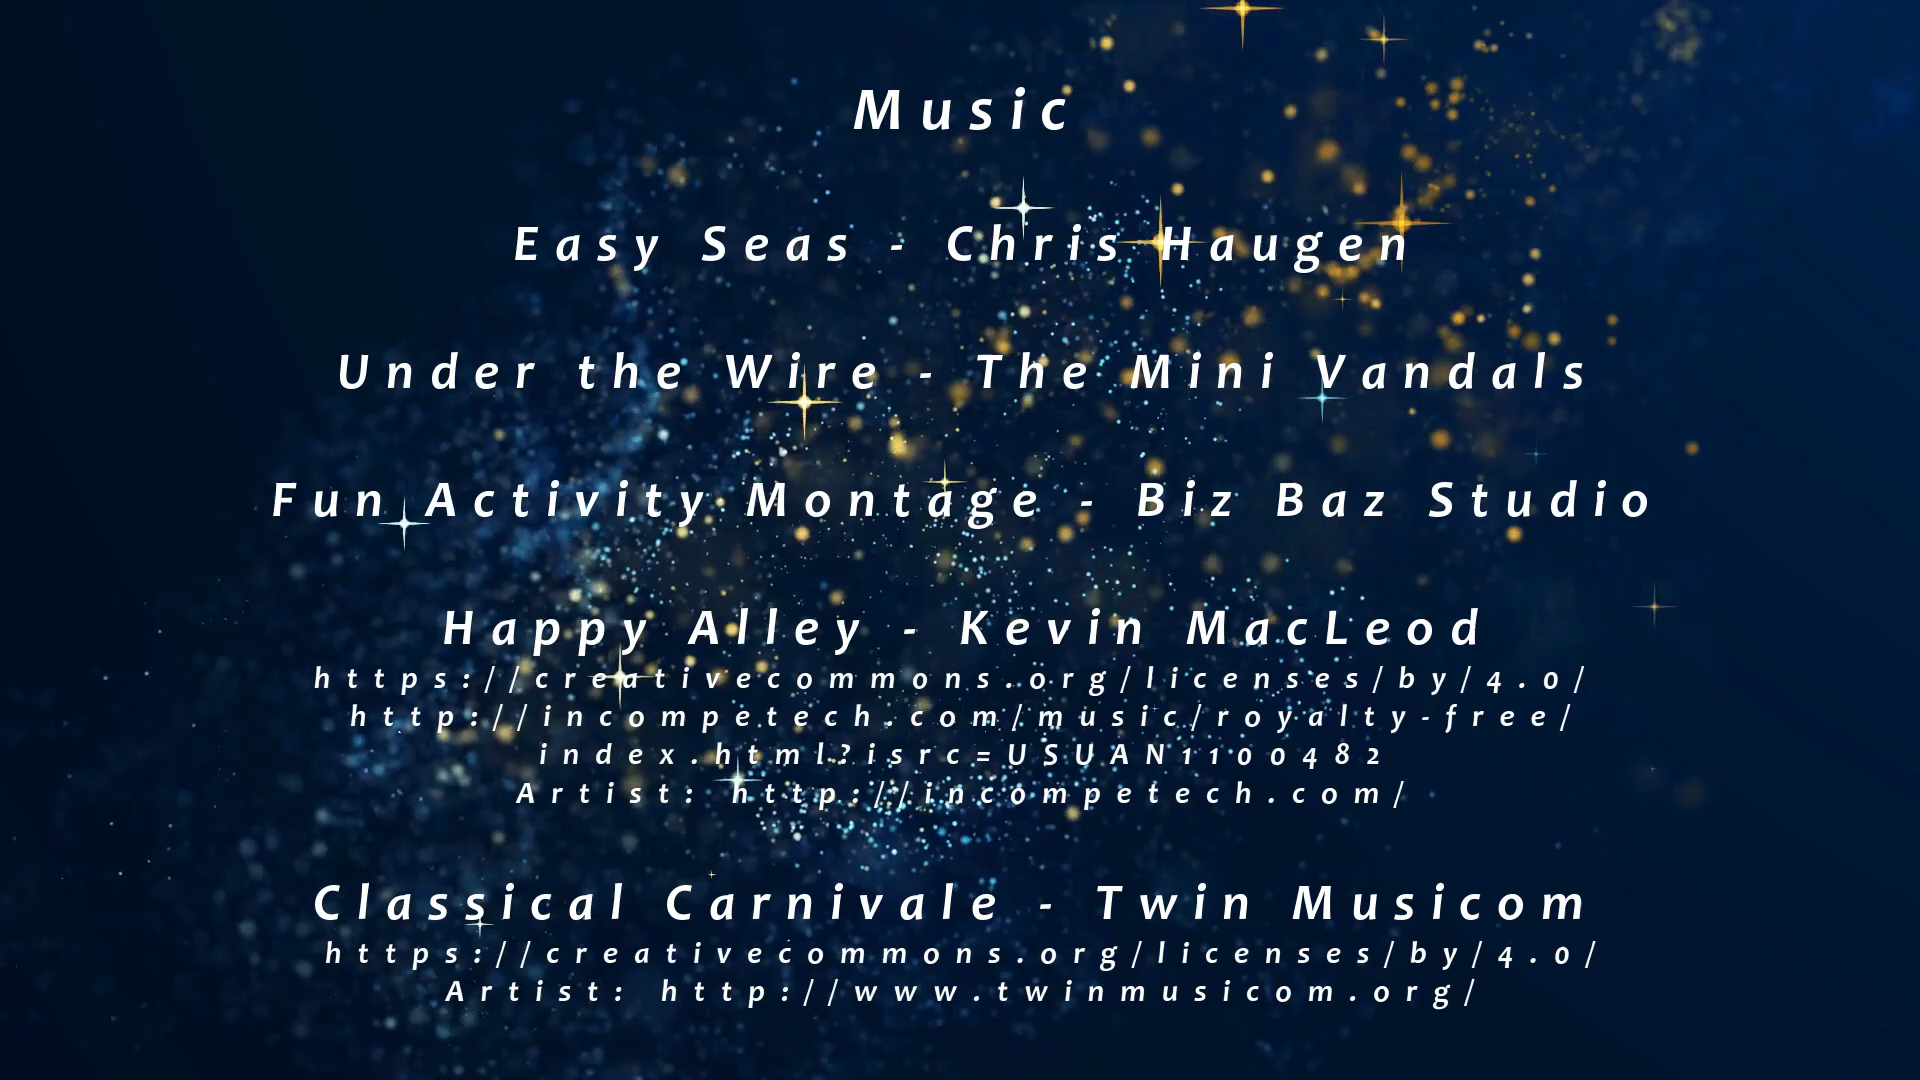 Music
Easy Seas - Chris Haugen
Under the Wire - The Mini Vandals
Fun Activity Montage - Biz Baz Studio
Happy Alley - Kevin MacLeod
https://creativecommons.org/licenses/by/4.0/
http://incompetech.com/music/royalty-free/
index.html?isrc=USUAN1100482
Artist: http://incompetech.com/
Classical Carnivale - Twin Musicom
https://creativecommons.org/licenses/by/4.0/
Artist: http://www.twinmusicom.org/